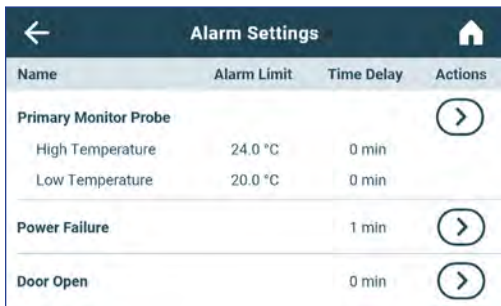 Alarm Settings
Name Alarm Limit Time Delay Actions
Primary Monitor Probe
High Temperature 24.0 °C 0 min
Low Temperature 20.0 °C 0 min
Power Failure 1 min
Door Open 0 min